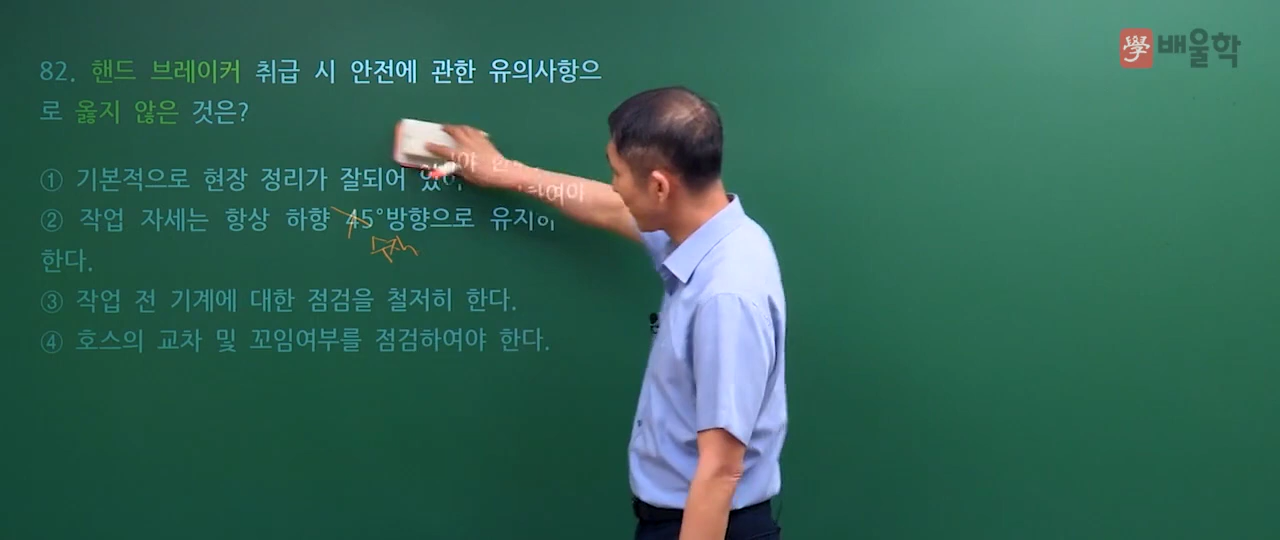 學 배울학
82. 핸드 브레이커 취급 시 안전에 관한 유의사항으
로 옳지 않은 것은?
① 기본적으로 현장 정리가 잘되어
② 작업 자세는 항상 하향 45°방향으로
한다.
③ 작업 전 기계에 대한 점검을 철저히 한다.
④ 호스의 교차 및 꼬임여부를 점검하여야 한다.